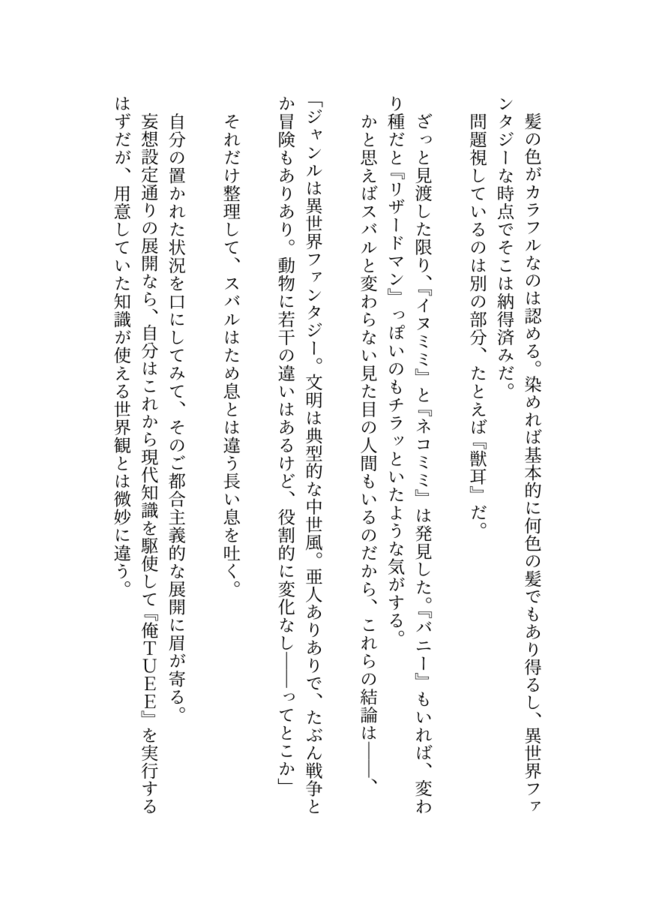 髪の色がカラフルなのは認める。染めれば基本的に何色の髪でもあり得るし、異世界ファ
ンタジーな時点でそこは納得済みだ。
問題視しているのは別の部分、たとえば『獣耳』だ。
ざっと見渡した限り、『イヌミミ』と『ネコミミ』は発見した。『バニー』もいれば、変わ
り種だと『リザードマン』っぽいのもチラッといたような気がする。
かと思えばスバルと変わらない見た目の人間もいるのだから、これらの結論は――、
「ジャンルは異世界ファンタジー。文明は典型的な中世風。亜人ありありで、たぶん戦争と
か冒険もありあり。動物に若干の違いはあるけど、役割的に変化なし――ってとこか」
それだけ整理して、スバルはため息とは違う長い息を吐く。
自分の置かれた状況を口にしてみて、そのご都合主義的な展開に眉が寄る。
妄想設定通りの展開なら、自分はこれから現代知識を駆使して『俺TUEE』を実行する
はずだが、用意していた知識が使える世界観とは微妙に違う。